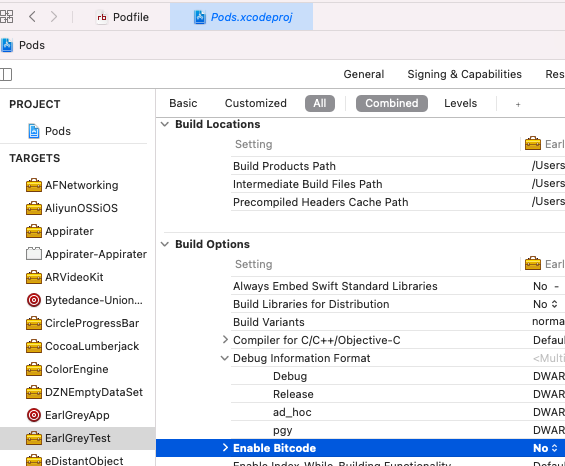 rb Podfile
Pods.xcodeproj
Pods
General Signing & Capabilities Res
PROJECT
Pods
TARGETS
AFNetworking
AliyunOSSiOS
Appirater
Appirater-Appirater
ARVideoKit
Bytedance-Union...
CircleProgressBar
CocoaLumberjack
ColorEngine
DZNEmptyDataSet
EarlGreyApp
EarlGreyTest
eDistantObject
Basic Customized All Combined Levels +
Build Locations
Setting Earl
Build Products Path /Users
Intermediate Build Files Path /Users
Precompiled Headers Cache Path /Users
Build Options
Setting Earl
Always Embed Swift Standard Libraries No -
Build Libraries for Distribution No
Build Variants norma
Compiler for C/C++/Objective-C Defau
Debug Information Format <Multi
Debug DWAR
Release DWAR
ad_hoc DWAR
pgy DWAR
Enable Bitcode No
Enable Index-While-Building Functionality Defau